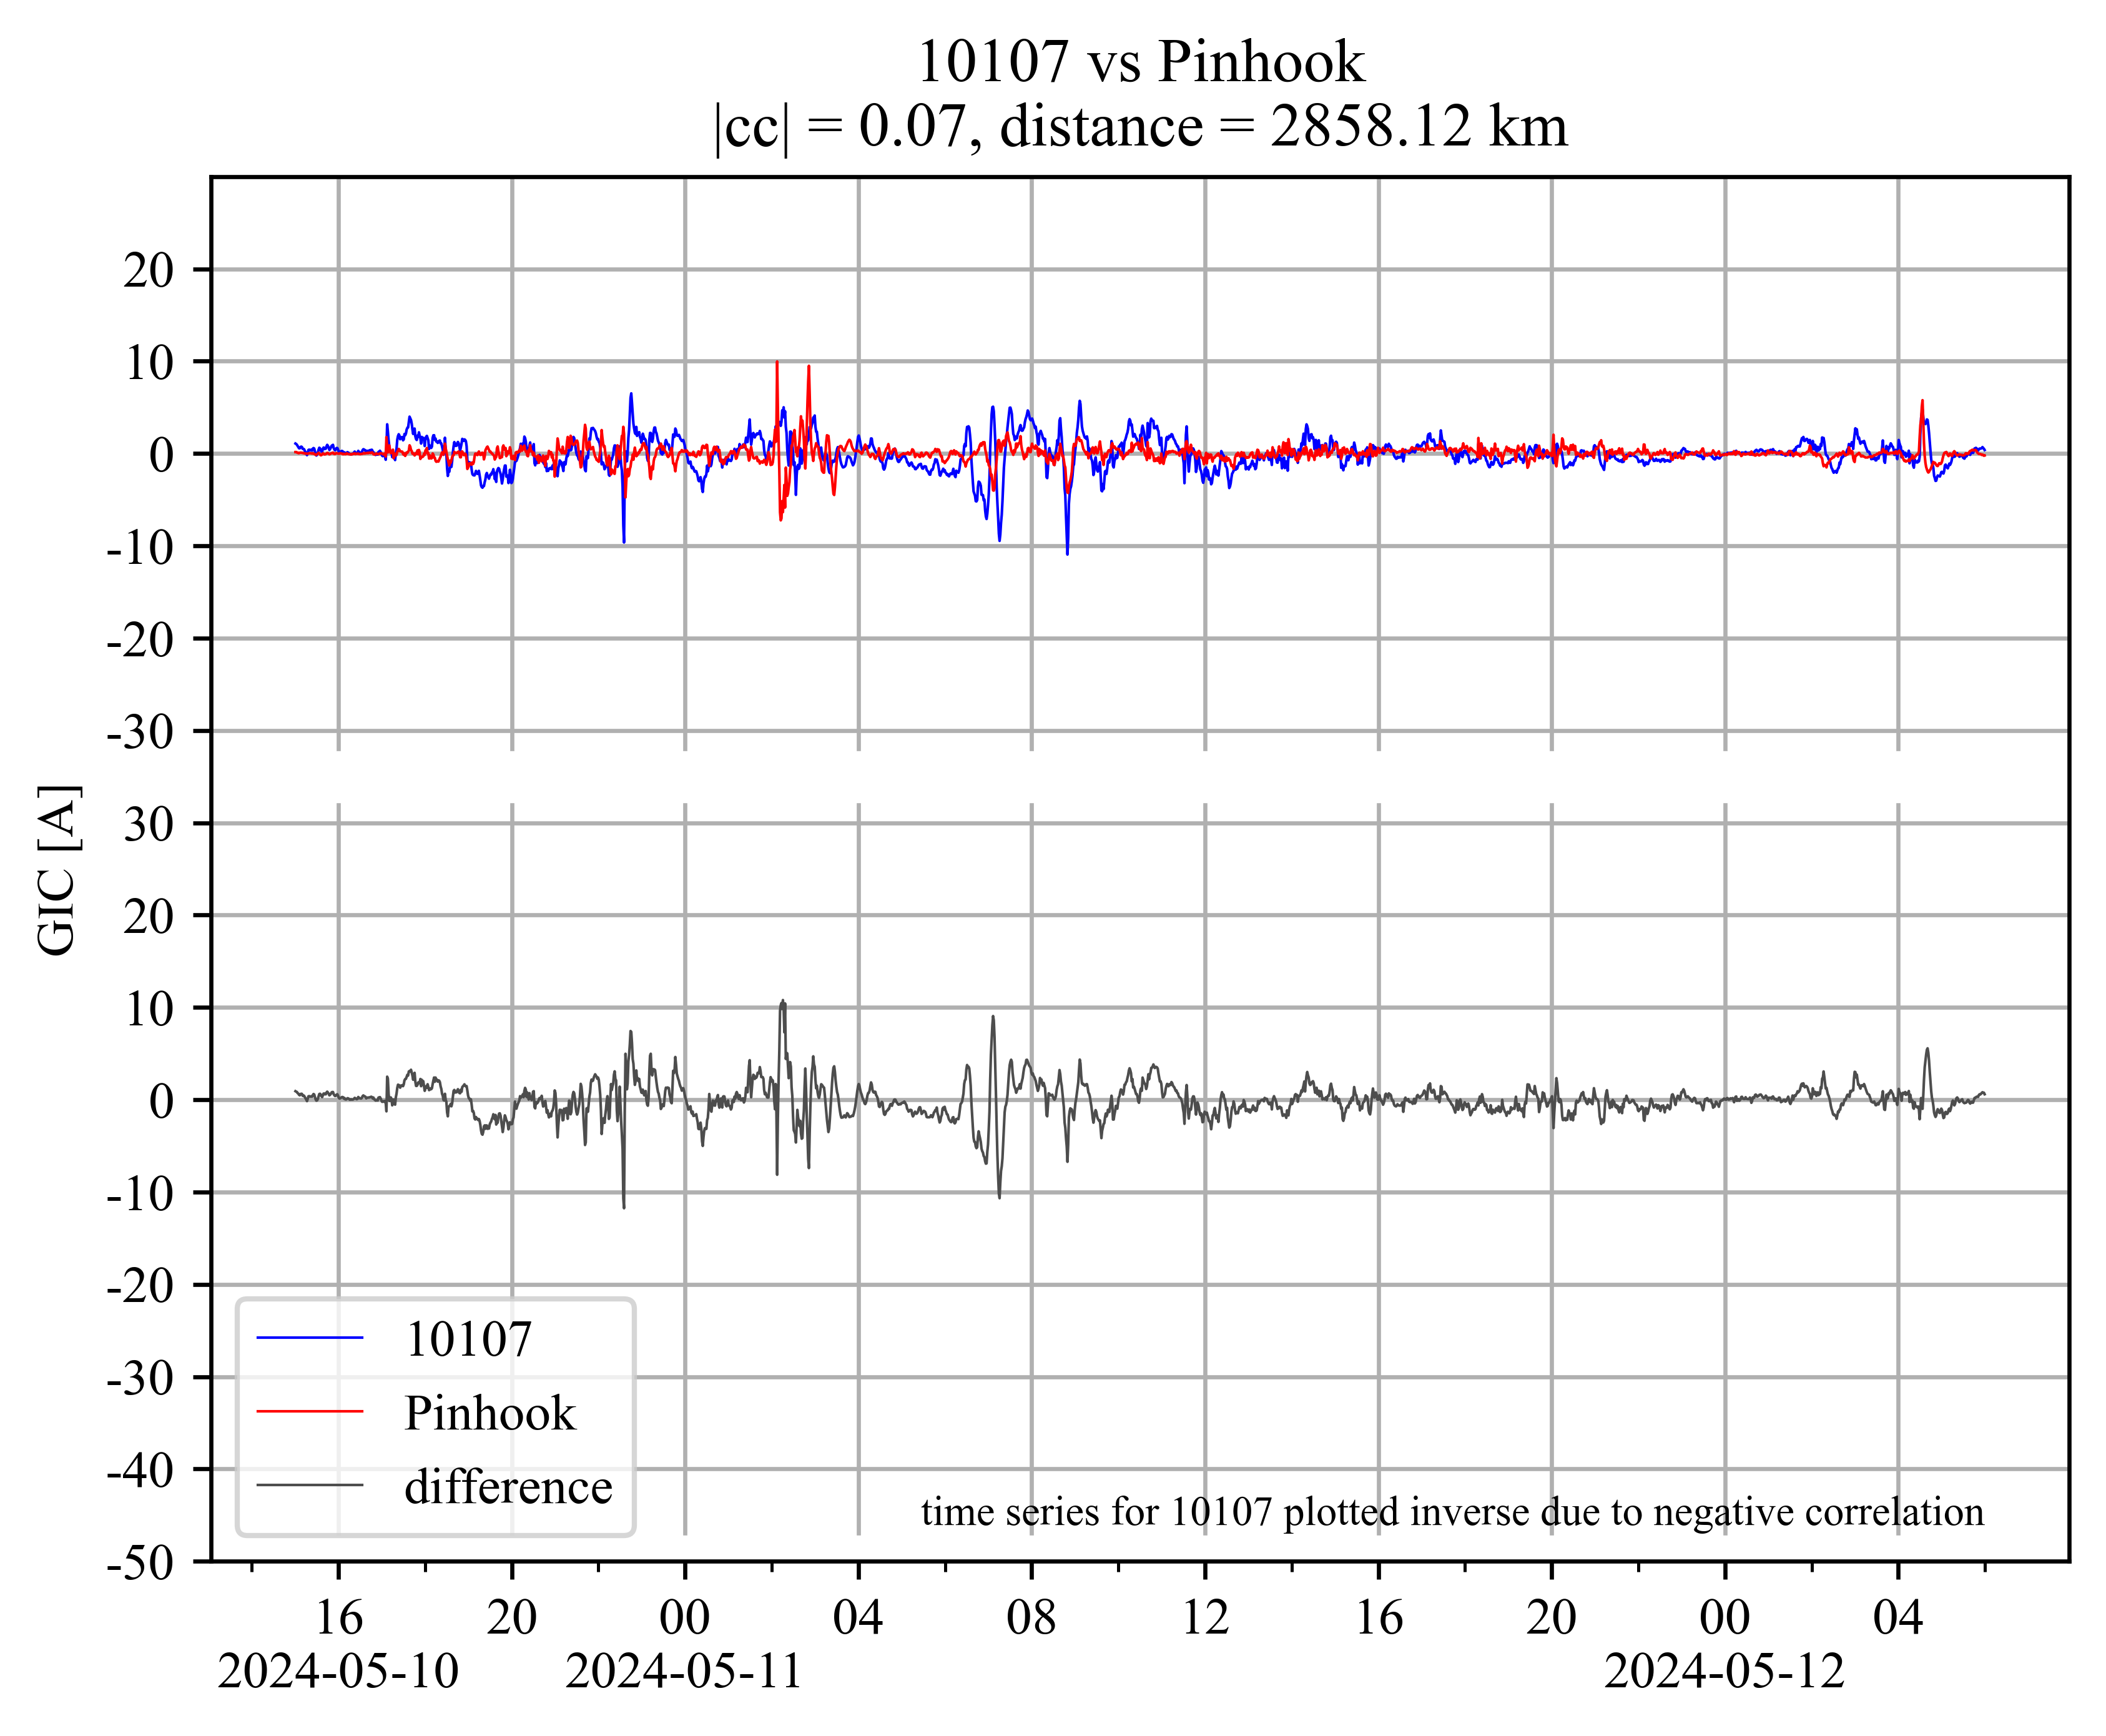 10107 vs Pinhook
|cc| = 0.07, distance = 2858.12 km
GIC [A]
20
10
0
-10
-20
-30
30
20
10
0
-10
-20
-30
-40
-50
10107
Pinhook
difference
time series for 10107 plotted inverse due to negative correlation
16 20 00 04 08 12 16 20 00 04
2024-05-10 2024-05-11 2024-05-12